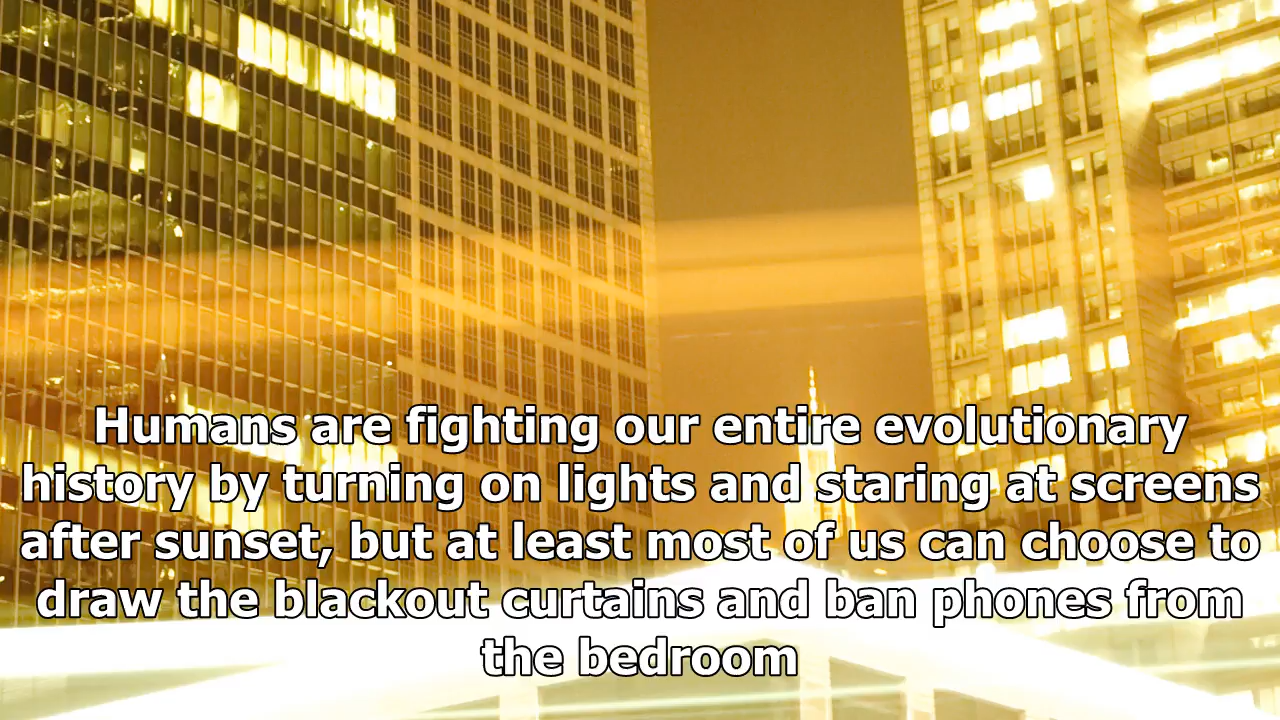 Humans are fighting our entire evolutionary
history by turning on lights and staring at screens
after sunset, but at least most of us can choose to
draw the blackout curtains and ban phones from
the bedroom